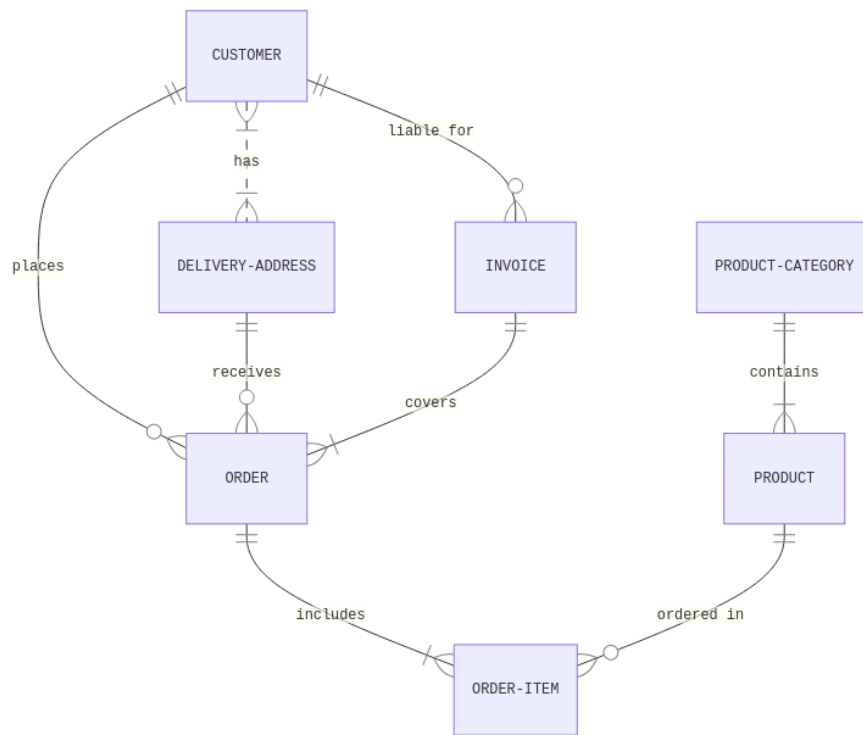 CUSTOMER
liable for
has
places
DELIVERY-ADDRESS
INVOICE
PRODUCT-CATEGORY
receives
covers
contains
ORDER
PRODUCT
includes
ordered in
ORDER-ITEM